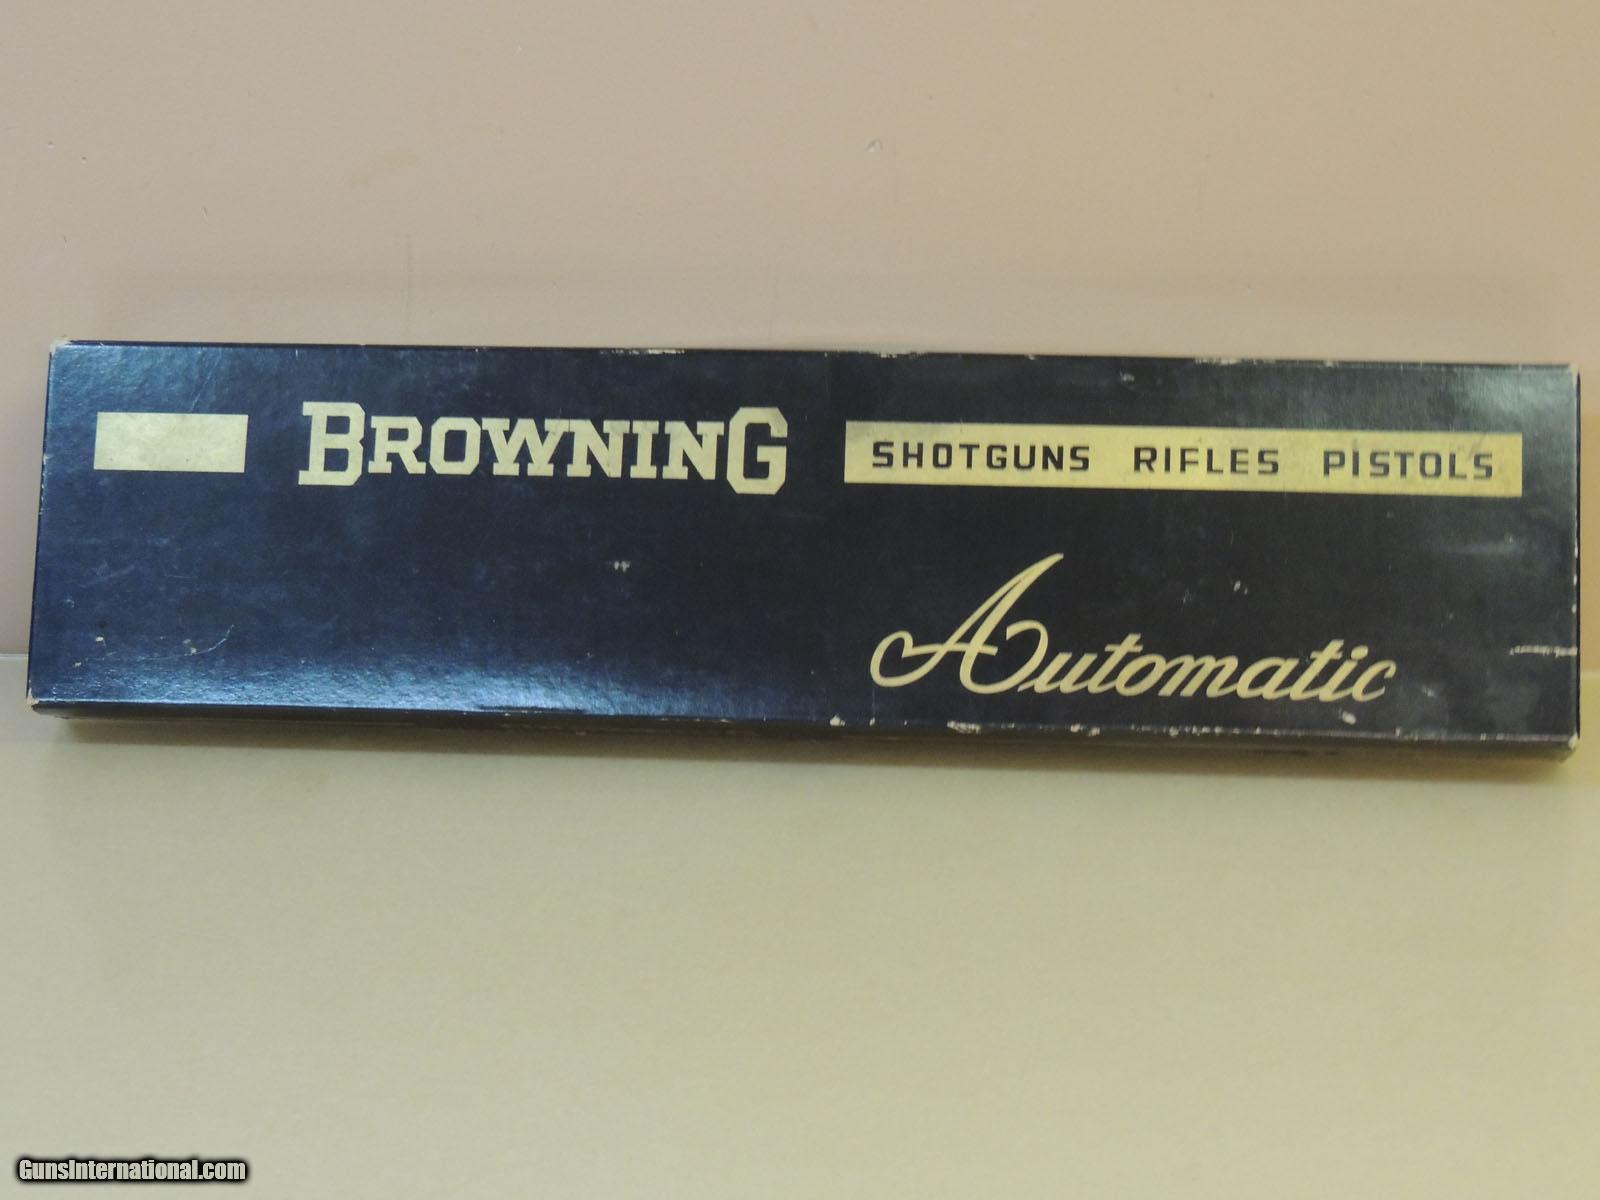 BROWNING SHOTGUNS RIFLES PISTOLS
Automatic
GunsInternational.com